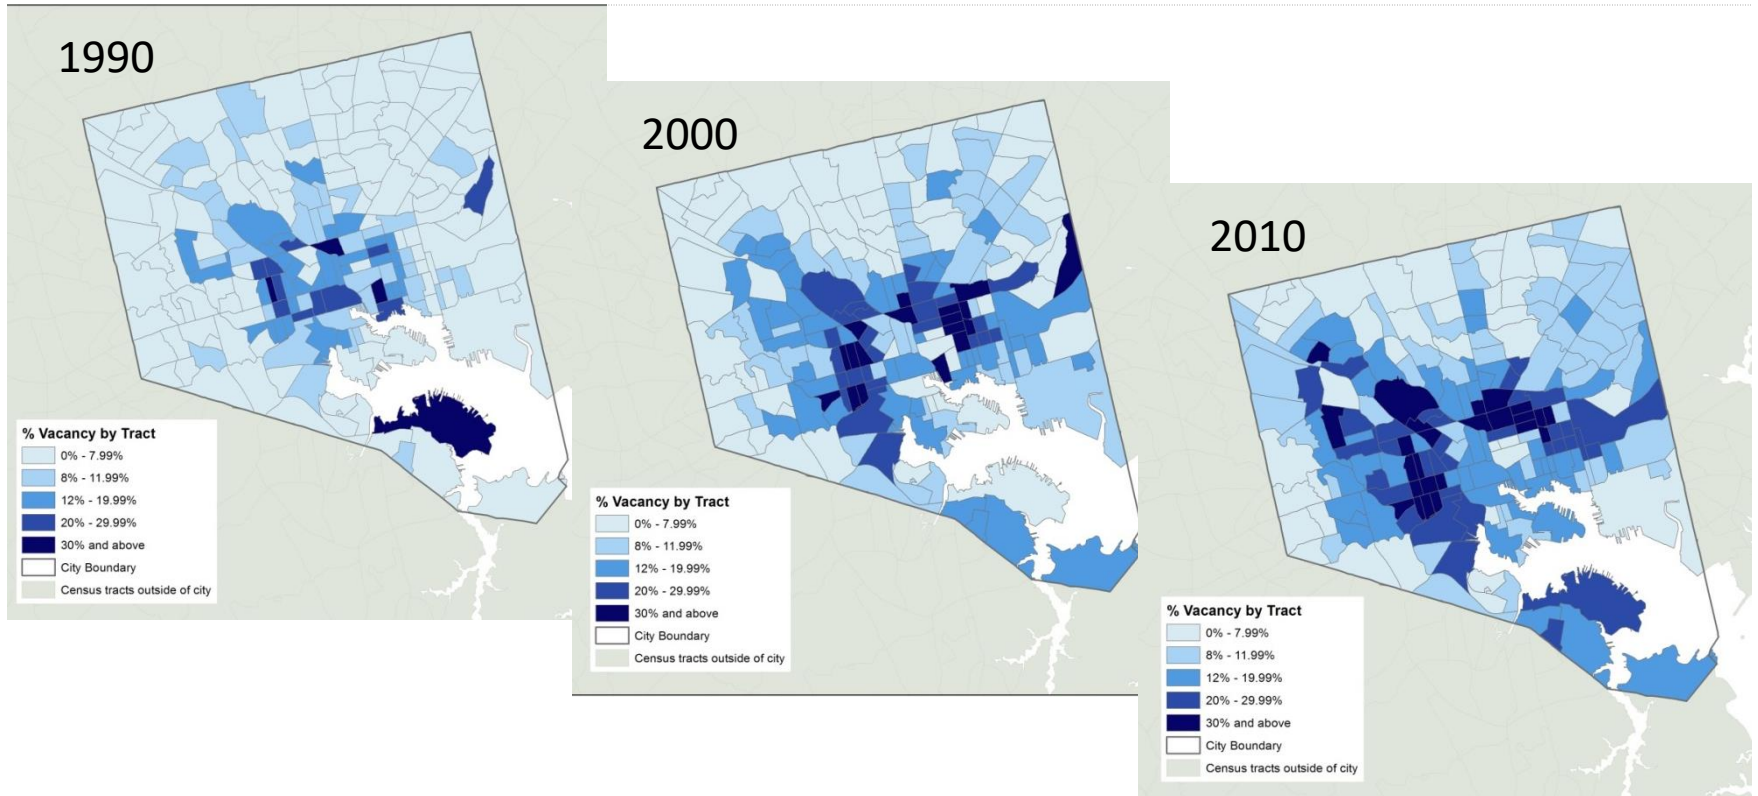 1990
% Vacancy by Tract
0% - 7.99%
8% - 11.99%
12% - 19.99%
20% - 29.99%
30% and above
City Boundary
Census tracts outside of city
2000
% Vacancy by Tract
0% - 7.99%
8% - 11.99%
12% - 19.99%
20% - 29.99%
30% and above
City Boundary
Census tracts outside of city
2010
% Vacancy by Tract
0% - 7.99%
8% - 11.99%
12% - 19.99%
20% - 29.99%
30% and above
City Boundary
Census tracts outside of city